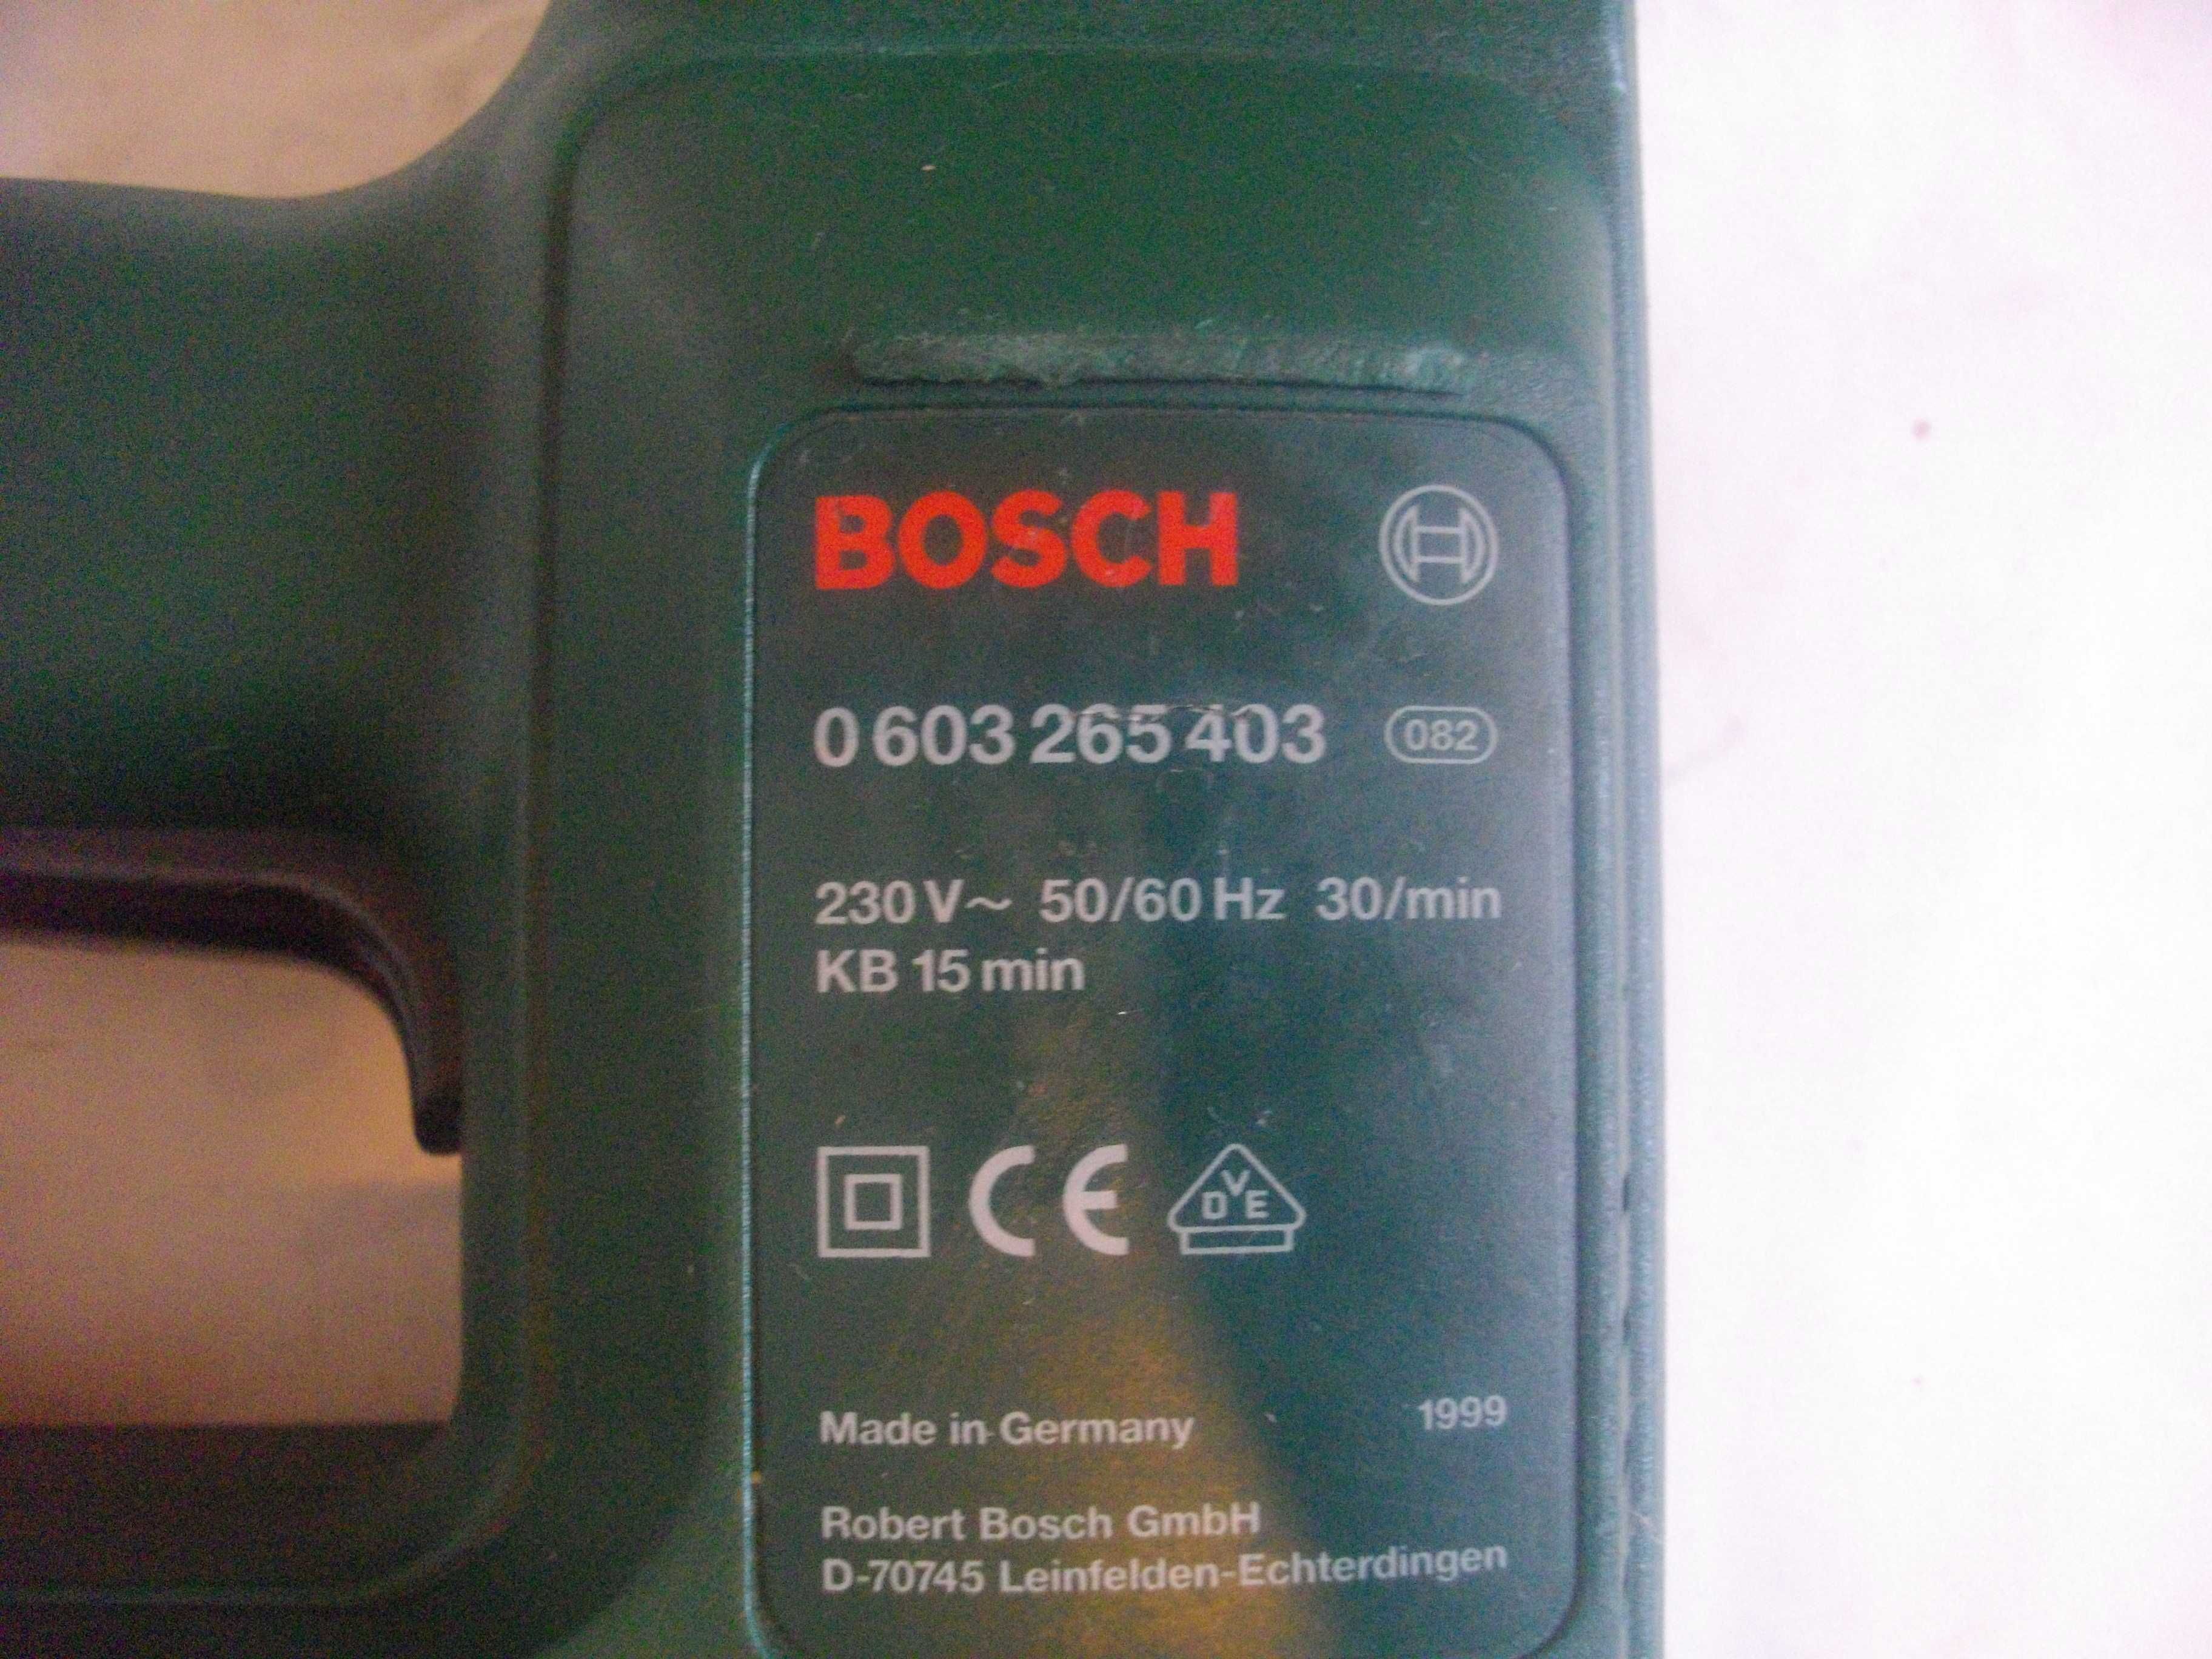 BOSCH
0 603 265 403 082
230 V~ 50/60 Hz 30/min
KB 15 min
CE DVE
Made in Germany 1999
Robert Bosch GmbH
D-70745 Leinfelden-Echterdingen